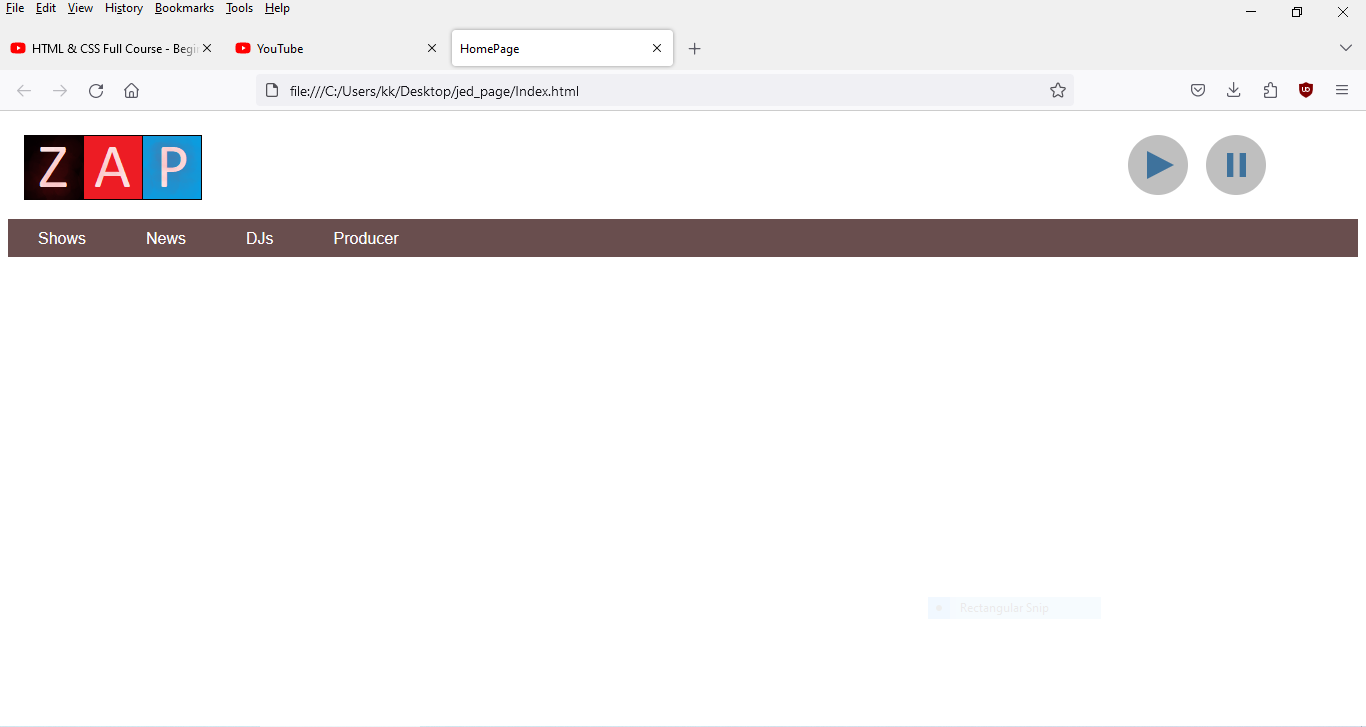 File Edit View History Bookmarks Tools Help
HTML & CSS Full Course - Begi YouTube HomePage
file:///C:/Users/kk/Desktop/jed_page/Index.html
ZAP
Shows News DJs Producer
Rectangular Snip